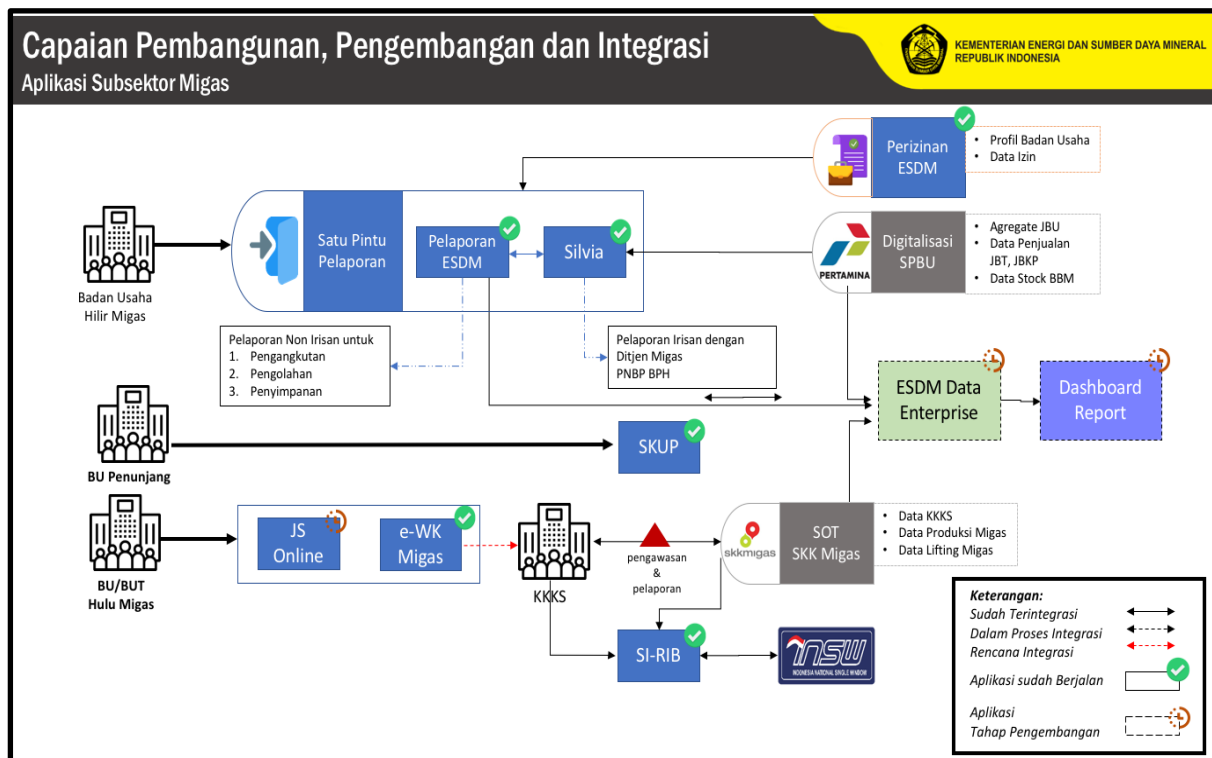 Capaian Pembangunan, Pengembangan dan Integrasi
Aplikasi Subsektor Migas
KEMENTERIAN ENERGI DAN SUMBER DAYA MINERAL
REPUBLIK INDONESIA
Perizinan
ESDM
• Profil Badan Usaha
• Data Izin
Badan Usaha
Hilir Migas
Satu Pintu
Pelaporan
Pelaporan
ESDM
Silvia
PERTAMINA
Digitalisasi
SPBU
• Agregate JBU
• Data Penjualan
JBT, JBKP
• Data Stock BBM
Pelaporan Non Irisan untuk
1. Pengangkutan
2. Pengolahan
3. Penyimpanan
Pelaporan Irisan dengan
Ditjen Migas
PNBP BPH
ESDM Data
Enterprise
Dashboard
Report
BU Penunjang
SKUP
BU/BUT
Hulu Migas
JS
Online
e-WK
Migas
KKKS
pengawasan
&
pelaporan
skkmigas
SOT
SKK Migas
• Data KKKS
• Data Produksi Migas
• Data Lifting Migas
SI-RIB
INSW
INDONESIA NATIONAL SINGLE WINDOW
Keterangan:
Sudah Terintegrasi
Dalam Proses Integrasi
Rencana Integrasi
Aplikasi sudah Berjalan
Aplikasi
Tahap Pengembangan